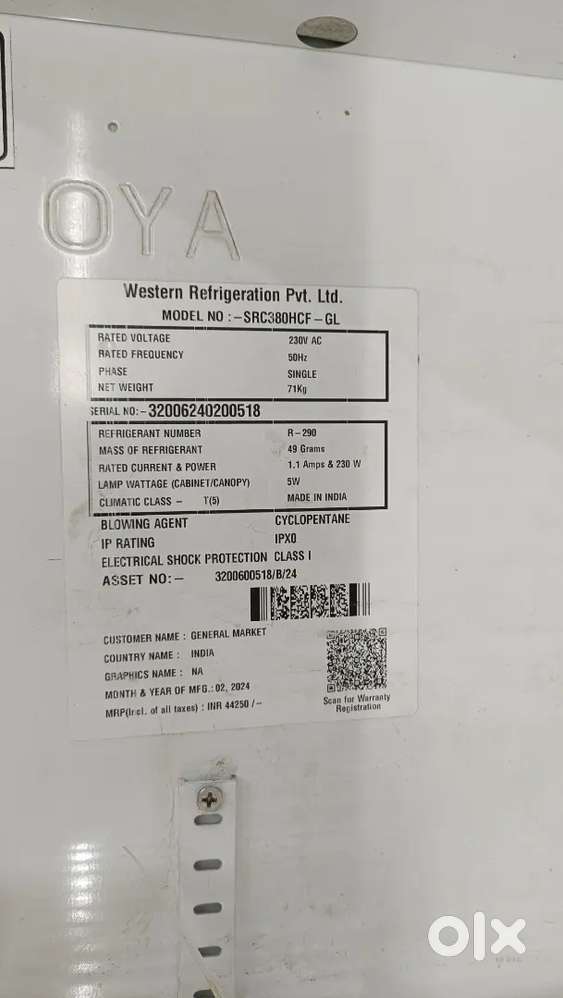 OYA
Western Refrigeration Pvt. Ltd.
MODEL NO :-SRC380HCF-GL
RATED VOLTAGE 230V AC
RATED FREQUENCY 50Hz
PHASE SINGLE
NET WEIGHT 71Kg
SERIAL NO:-32006240200518
REFRIGERANT NUMBER R-290
MASS OF REFRIGERANT 49 Grams
RATED CURRENT & POWER 1.1 Amps & 230 W
LAMP WATTAGE (CABINET/CANOPY) 5W
CLIMATIC CLASS - T(5) MADE IN INDIA
BLOWING AGENT CYCLOPENTANE
IP RATING IPX0
ELECTRICAL SHOCK PROTECTION CLASS I
ASSET NO:- 3200600518/B/24
CUSTOMER NAME : GENERAL MARKET
COUNTRY NAME : INDIA
GRAPHICS NAME : NA
MONTH & YEAR OF MFG.: 02, 2024
MRP(Incl. of all taxes) : INR 44250 /-
Scan for Warranty
Registration
olx